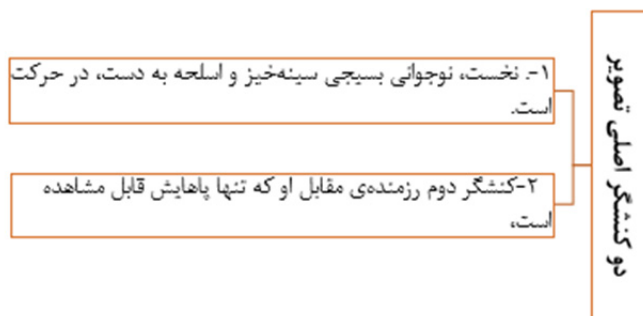 دو کنشگر اصلی تصویر
۱-. نخست، نوجوانی بسیجی سینه‌خیز و اسلحه به دست، در حرکت
است.
۲-کنشگر دوم رزمنده‌ی مقابل او که تنها پاهایش قابل مشاهده
است،